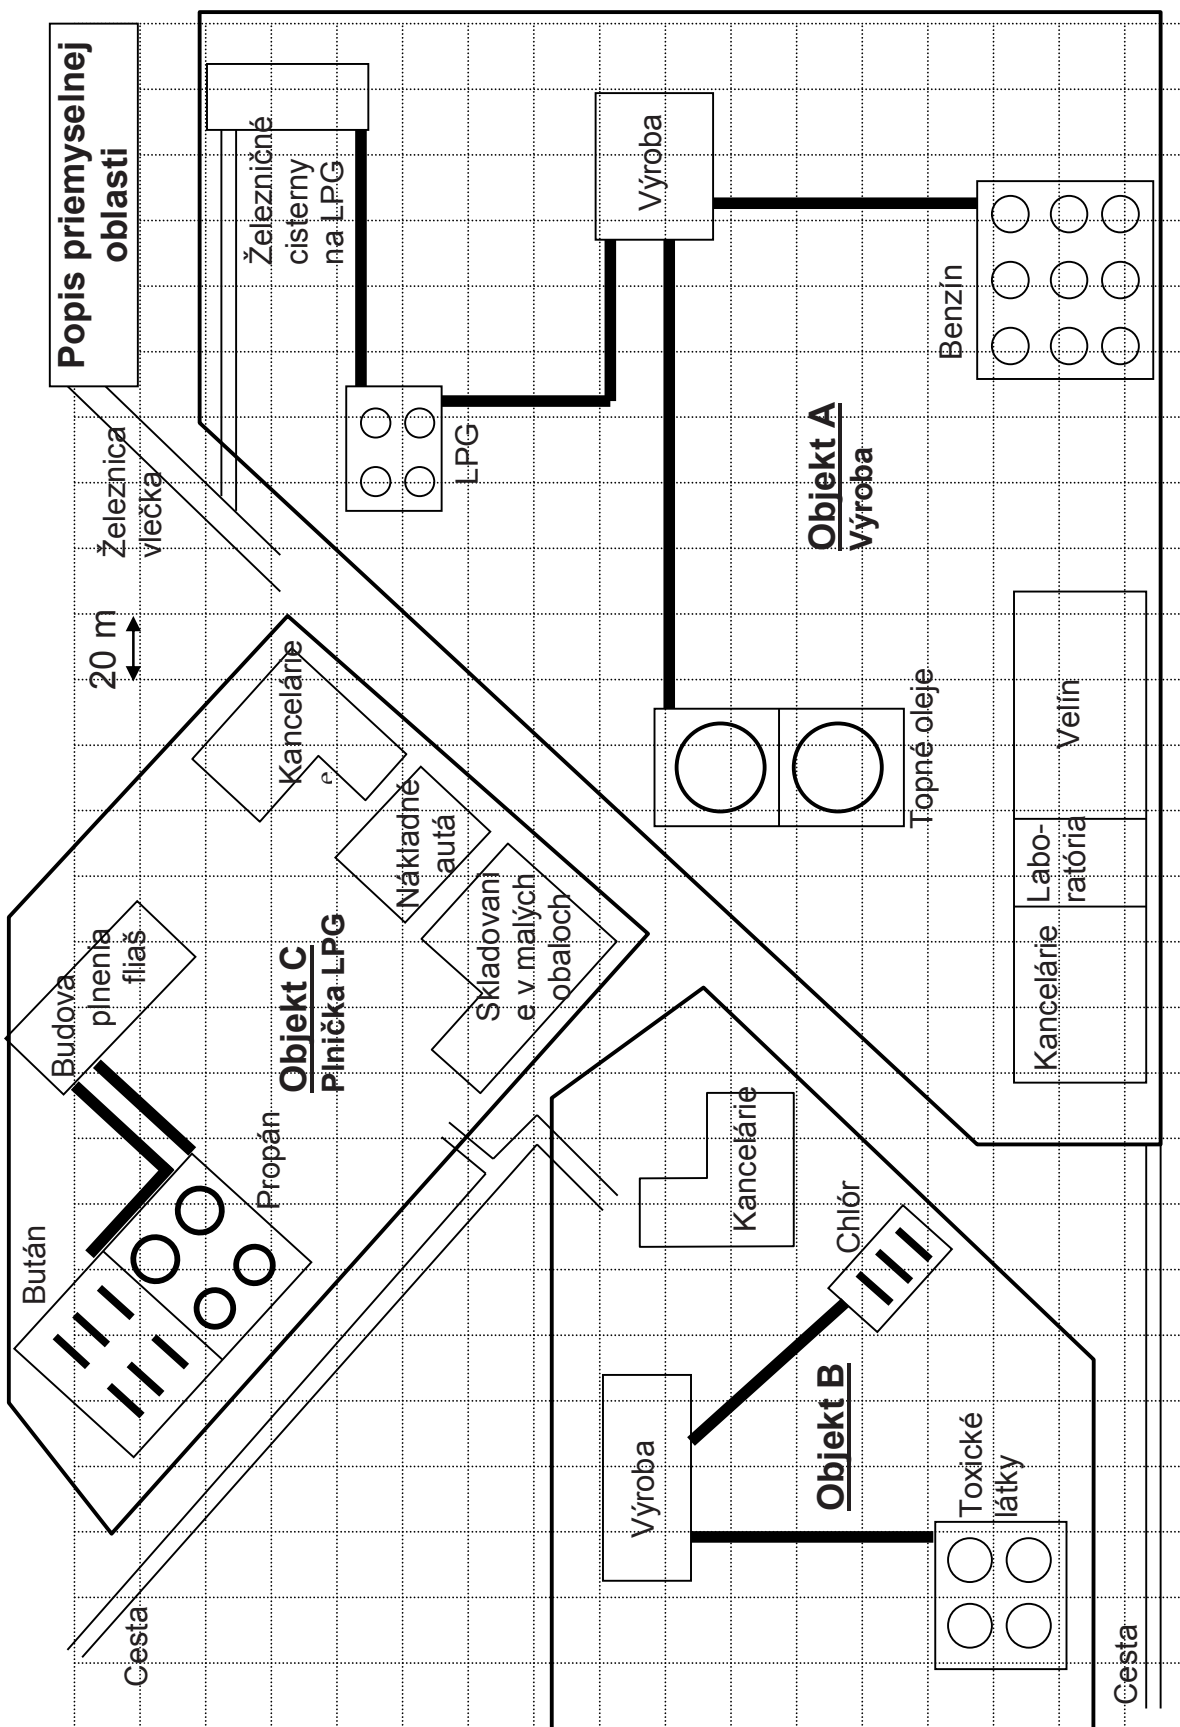 Popis priemyselnej
oblasti
Železnica
vlečka
20 m
Železničné
cisterny
na LPG
LPG
Výroba
Benzín
Objekt A
Výroba
Topné oleje
Velín
Labo-
ratória
Kancelárie
Kancelárie
e
Nákladné
autá
Skladovani
e v malých
obaloch
Budova
plnenia
fliaš
Objekt C
Plnička LPG
Propán
Bután
Cesta
Kancelárie
Chlór
Výroba
Objekt B
Toxické
látky
Cesta